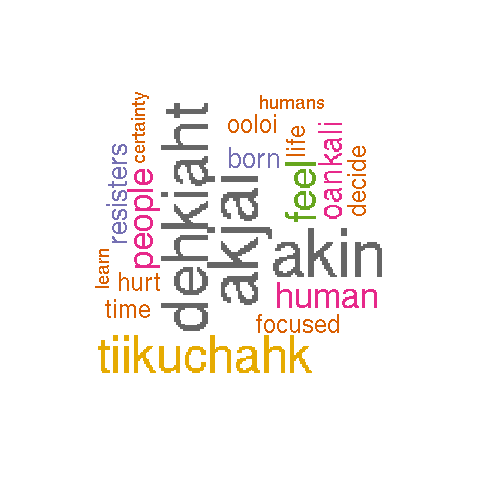 humans
certainty
dehkiaht
ooloi
life
oankali
resisters
people
born
feel
decide
akjai
akin
learn
hurt
human
time
focused
tiikuchahk